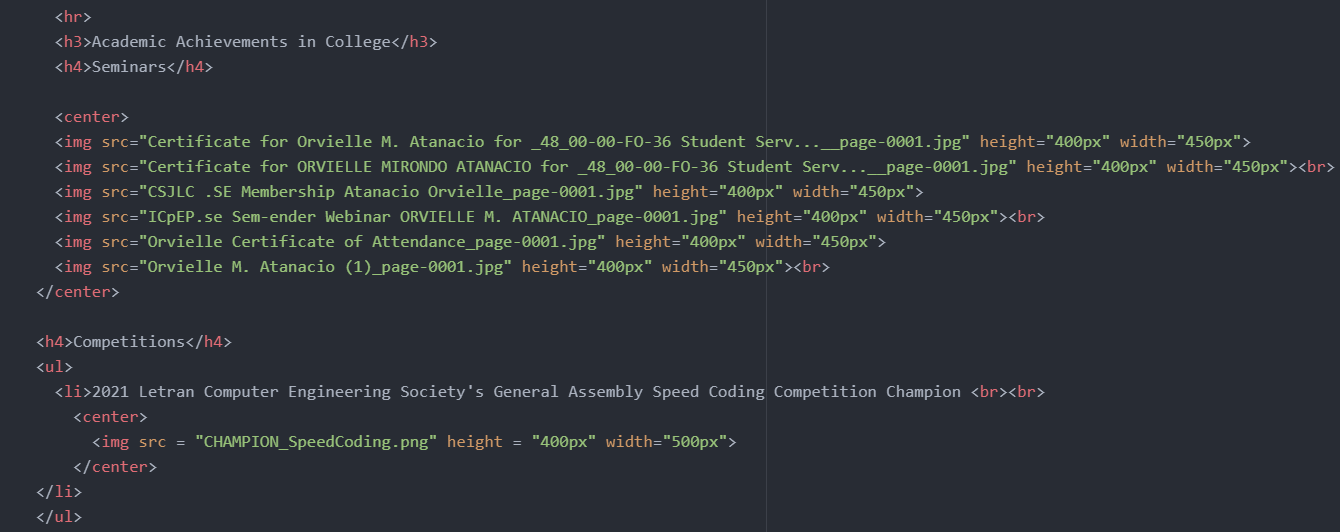 <hr>
<h3>Academic Achievements in College</h3>
<h4>Seminars</h4>
<center>
<img src="Certificate for Orvielle M. Atanacio for _48_00-00-FO-36 Student Serv...__page-0001.jpg" height="400px" width="450px">
<img src="Certificate for ORVIELLE MIRONDO ATANACIO for _48_00-00-FO-36 Student Serv...__page-0001.jpg" height="400px" width="450px"><br>
<img src="CSJLC .SE Membership Atanacio Orvielle_page-0001.jpg" height="400px" width="450px">
<img src="ICpEP.se Sem-ender Webinar ORVIELLE M. ATANACIO_page-0001.jpg" height="400px" width="450px"><br>
<img src="Orvielle Certificate of Attendance_page-0001.jpg" height="400px" width="450px">
<img src="Orvielle M. Atanacio (1)_page-0001.jpg" height="400px" width="450px"><br>
</center>
<h4>Competitions</h4>
<ul>
<li>2021 Letran Computer Engineering Society's General Assembly Speed Coding Competition Champion <br><br>
<center>
<img src = "CHAMPION_SpeedCoding.png" height = "400px" width="500px">
</center>
</li>
</ul>